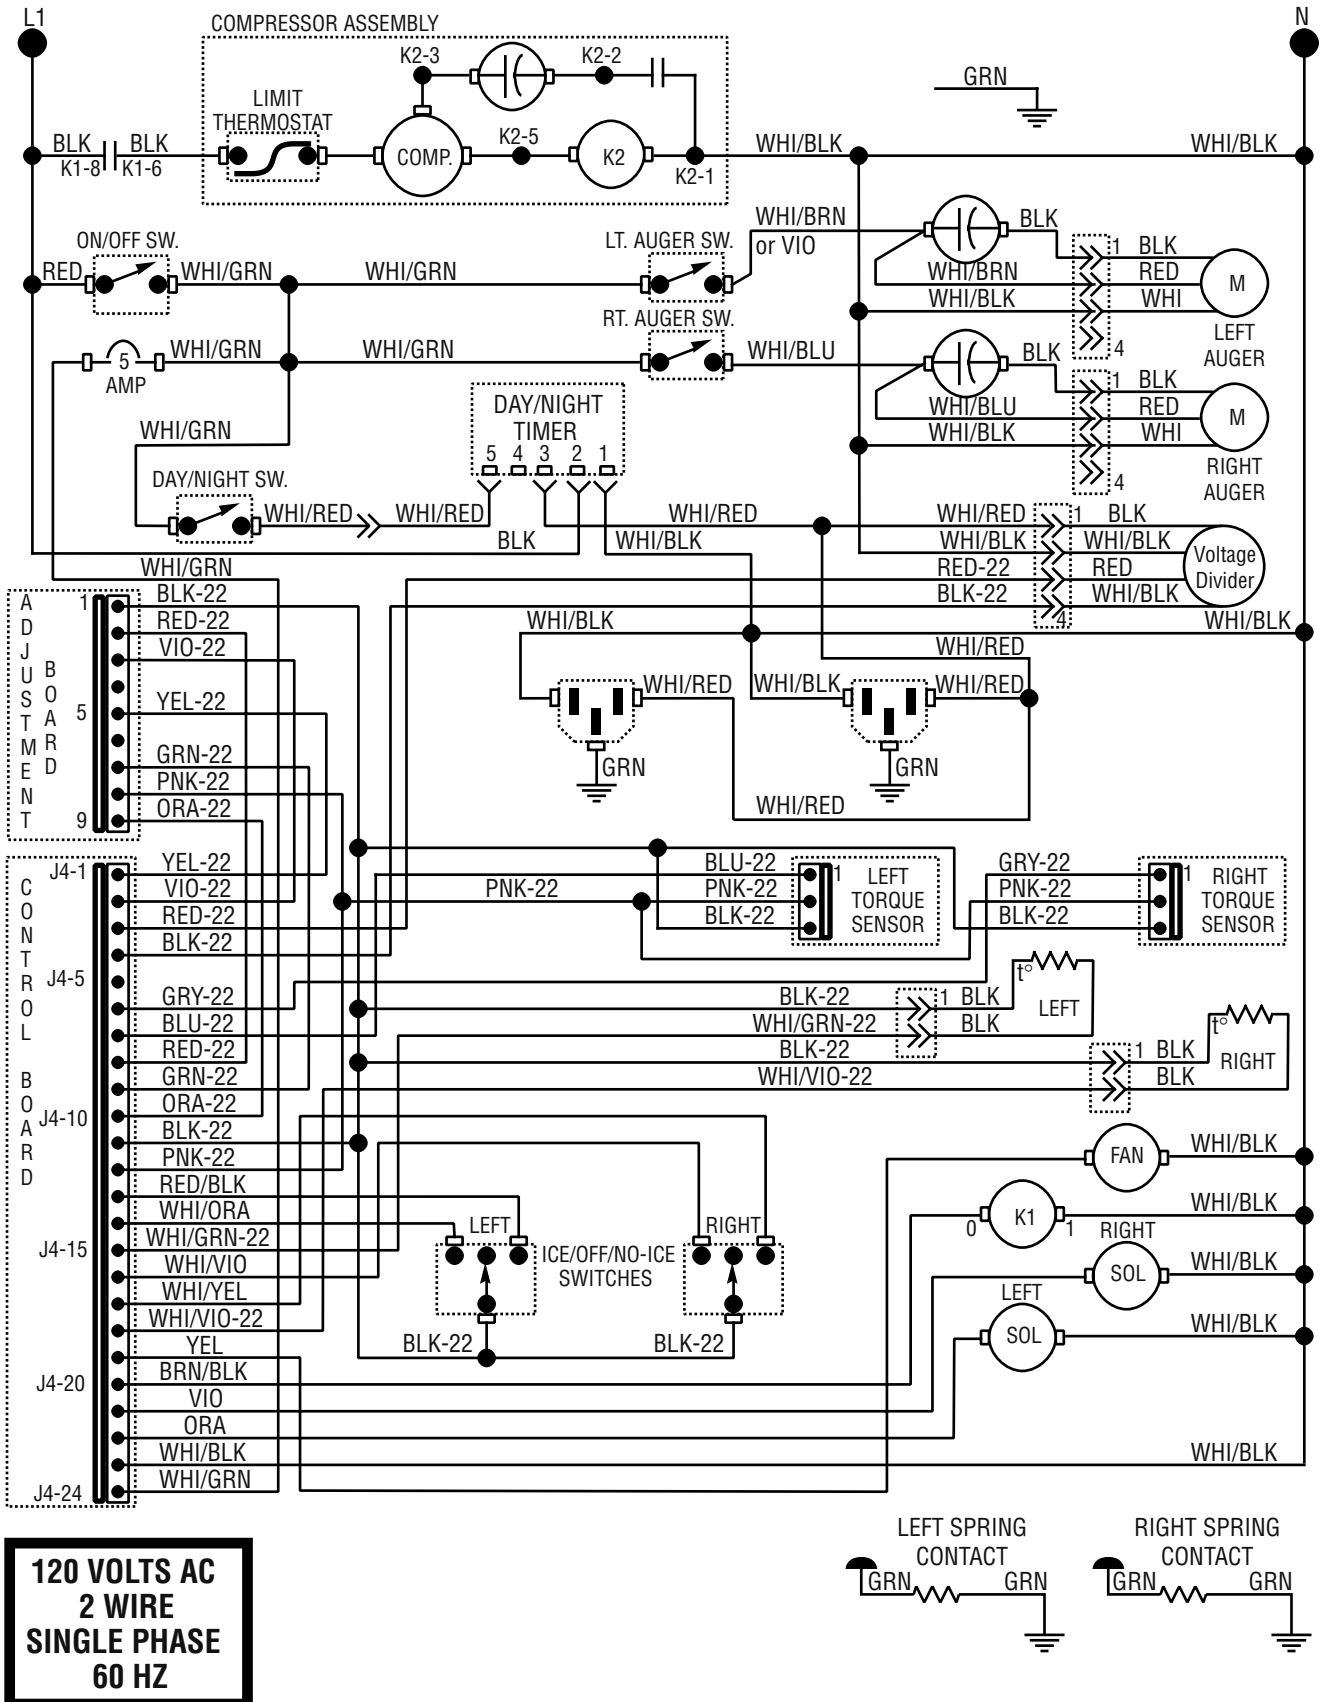 L1
N
COMPRESSOR ASSEMBLY
K2-3
K2-2
GRN
LIMIT
THERMOSTAT
BLK
BLK
K1-8
K1-6
COMP.
K2-5
K2
K2-1
WHI/BLK
WHI/BLK
ON/OFF SW.
LT. AUGER SW.
WHI/BRN
or VIO
BLK
RED
WHI/GRN
WHI/GRN
WHI/BRN
WHI/BLK
1
BLK
RED
WHI
4
M
LEFT
AUGER
RT. AUGER SW.
5
AMP
WHI/GRN
WHI/GRN
WHI/BLU
BLK
WHI/BLU
WHI/BLK
1
BLK
RED
WHI
4
M
RIGHT
AUGER
DAY/NIGHT
TIMER
5 4 3 2 1
WHI/GRN
DAY/NIGHT SW.
WHI/RED
WHI/RED
WHI/RED
WHI/RED
1
BLK
BLK
WHI/BLK
WHI/BLK
WHI/BLK
RED-22
RED
BLK-22
WHI/BLK
4
Voltage
Divider
WHI/GRN
ADJUSTMENT
BOARD
1
BLK-22
RED-22
VIO-22
5
YEL-22
GRN-22
PNK-22
9
ORA-22
WHI/BLK
WHI/BLK
WHI/RED
WHI/RED
WHI/BLK
WHI/RED
GRN
GRN
WHI/RED
CONTROL BOARD
J4-1
YEL-22
VIO-22
RED-22
BLK-22
J4-5
GRY-22
BLU-22
RED-22
GRN-22
J4-10
ORA-22
BLK-22
PNK-22
RED/BLK
WHI/ORA
J4-15
WHI/GRN-22
WHI/VIO
WHI/YEL
WHI/VIO-22
YEL
J4-20
BRN/BLK
VIO
ORA
WHI/BLK
J4-24
WHI/GRN
PNK-22
BLU-22
PNK-22
BLK-22
1
LEFT
TORQUE
SENSOR
GRY-22
PNK-22
BLK-22
1
RIGHT
TORQUE
SENSOR
BLK-22
WHI/GRN-22
1
BLK
BLK
t°
LEFT
BLK-22
WHI/VIO-22
1
BLK
BLK
t°
RIGHT
LEFT
ICE/OFF/NO-ICE
SWITCHES
RIGHT
BLK-22
BLK-22
FAN
WHI/BLK
0
K1
1
WHI/BLK
RIGHT
SOL
WHI/BLK
LEFT
SOL
WHI/BLK
WHI/BLK
120 VOLTS AC
2 WIRE
SINGLE PHASE
60 HZ
LEFT SPRING
CONTACT
GRN
GRN
RIGHT SPRING
CONTACT
GRN
GRN